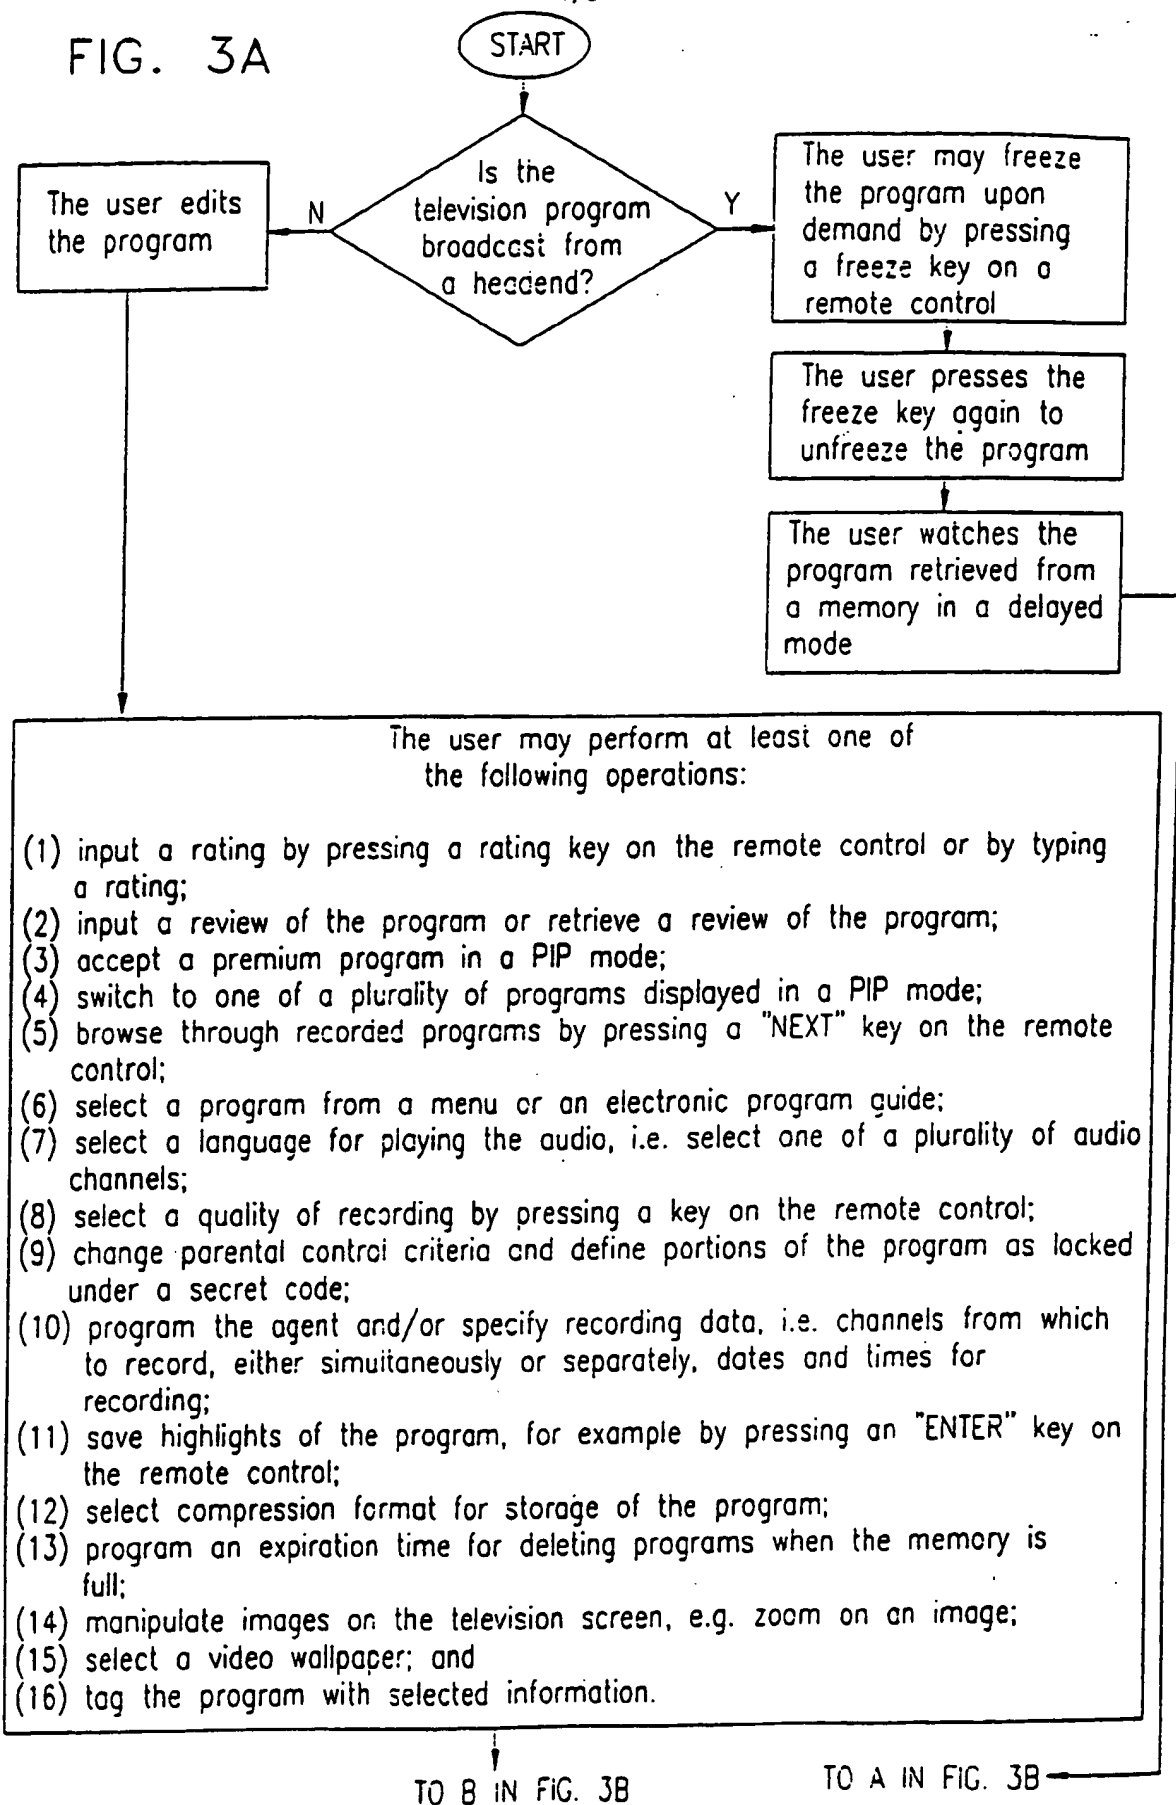 FIG. 3A
START
Is the
television program
broadcast from
a headend?
N
Y
The user edits
the program
The user may freeze
the program upon
demand by pressing
a freeze key on a
remote control
The user presses the
freeze key again to
unfreeze the program
The user watches the
program retrieved from
a memory in a delayed
mode
The user may perform at least one of
the following operations:
(1) input a rating by pressing a rating key on the remote control or by typing
a rating;
(2) input a review of the program or retrieve a review of the program;
(3) accept a premium program in a PIP mode;
(4) switch to one of a plurality of programs displayed in a PIP mode;
(5) browse through recorded programs by pressing a "NEXT" key on the remote
control;
(6) select a program from a menu or an electronic program guide;
(7) select a language for playing the audio, i.e. select one of a plurality of audio
channels;
(8) select a quality of recording by pressing a key on the remote control;
(9) change parental control criteria and define portions of the program as locked
under a secret code;
(10) program the agent and/or specify recording data, i.e. channels from which
to record, either simultaneously or separately, dates and times for
recording;
(11) save highlights of the program, for example by pressing an "ENTER" key on
the remote control;
(12) select compression format for storage of the program;
(13) program an expiration time for deleting programs when the memory is
full;
(14) manipulate images on the television screen, e.g. zoom on an image;
(15) select a video wallpaper; and
(16) tag the program with selected information.
TO B IN FIG. 3B
TO A IN FIG. 3B